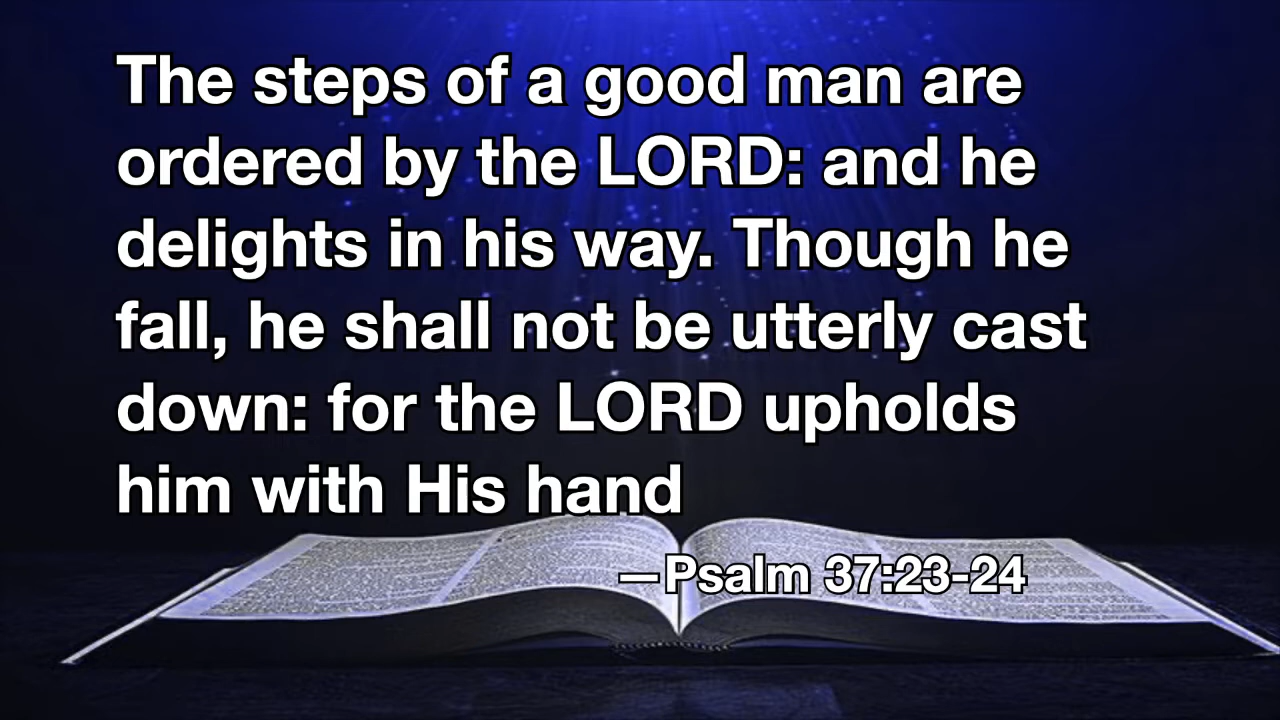 The steps of a good man are
ordered by the LORD: and he
delights in his way. Though he
fall, he shall not be utterly cast
down: for the LORD upholds
him with His hand
—Psalm 37:23-24